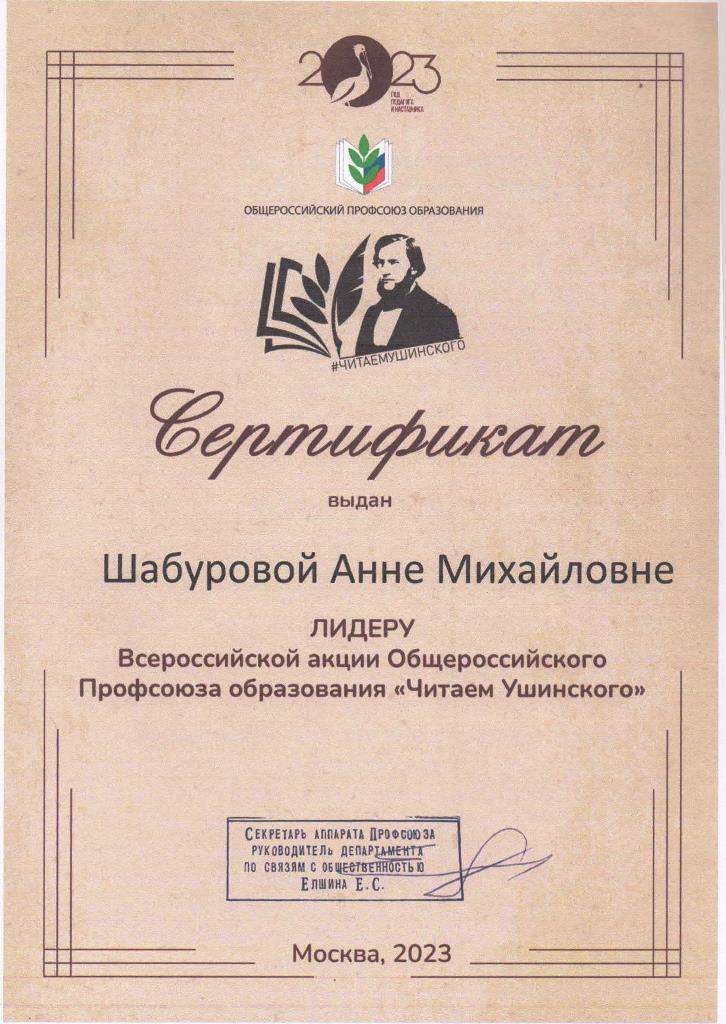 2023
ГОД
ПЕДАГОГА
И НАСТАВНИКА
ОБЩЕРОССИЙСКИЙ ПРОФСОЮЗ ОБРАЗОВАНИЯ
#ЧИТАЕМУШИНСКОГО
Сертификат
выдан
Шабуровой Анне Михайловне
ЛИДЕРУ
Всероссийской акции Общероссийского
Профсоюза образования «Читаем Ушинского»
СЕКРЕТАРЬ АППАРАТА ПРОФСОЮЗА
РУКОВОДИТЕЛЬ ДЕПАРТАМЕНТА
ПО СВЯЗЯМ С ОБЩЕСТВЕННОСТЬЮ
ЕЛШИНА Е.С.
Москва, 2023